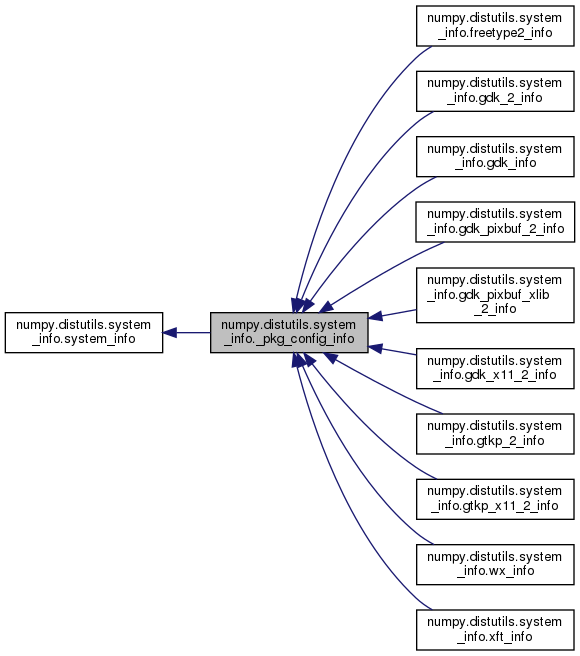 numpy.distutils.system
_info.freetype2_info
numpy.distutils.system
_info.gdk_2_info
numpy.distutils.system
_info.gdk_info
numpy.distutils.system
_info.gdk_pixbuf_2_info
numpy.distutils.system
_info.gdk_pixbuf_xlib
_2_info
numpy.distutils.system
_info.system_info
numpy.distutils.system
_info._pkg_config_info
numpy.distutils.system
_info.gdk_x11_2_info
numpy.distutils.system
_info.gtkp_2_info
numpy.distutils.system
_info.gtkp_x11_2_info
numpy.distutils.system
_info.wx_info
numpy.distutils.system
_info.xft_info